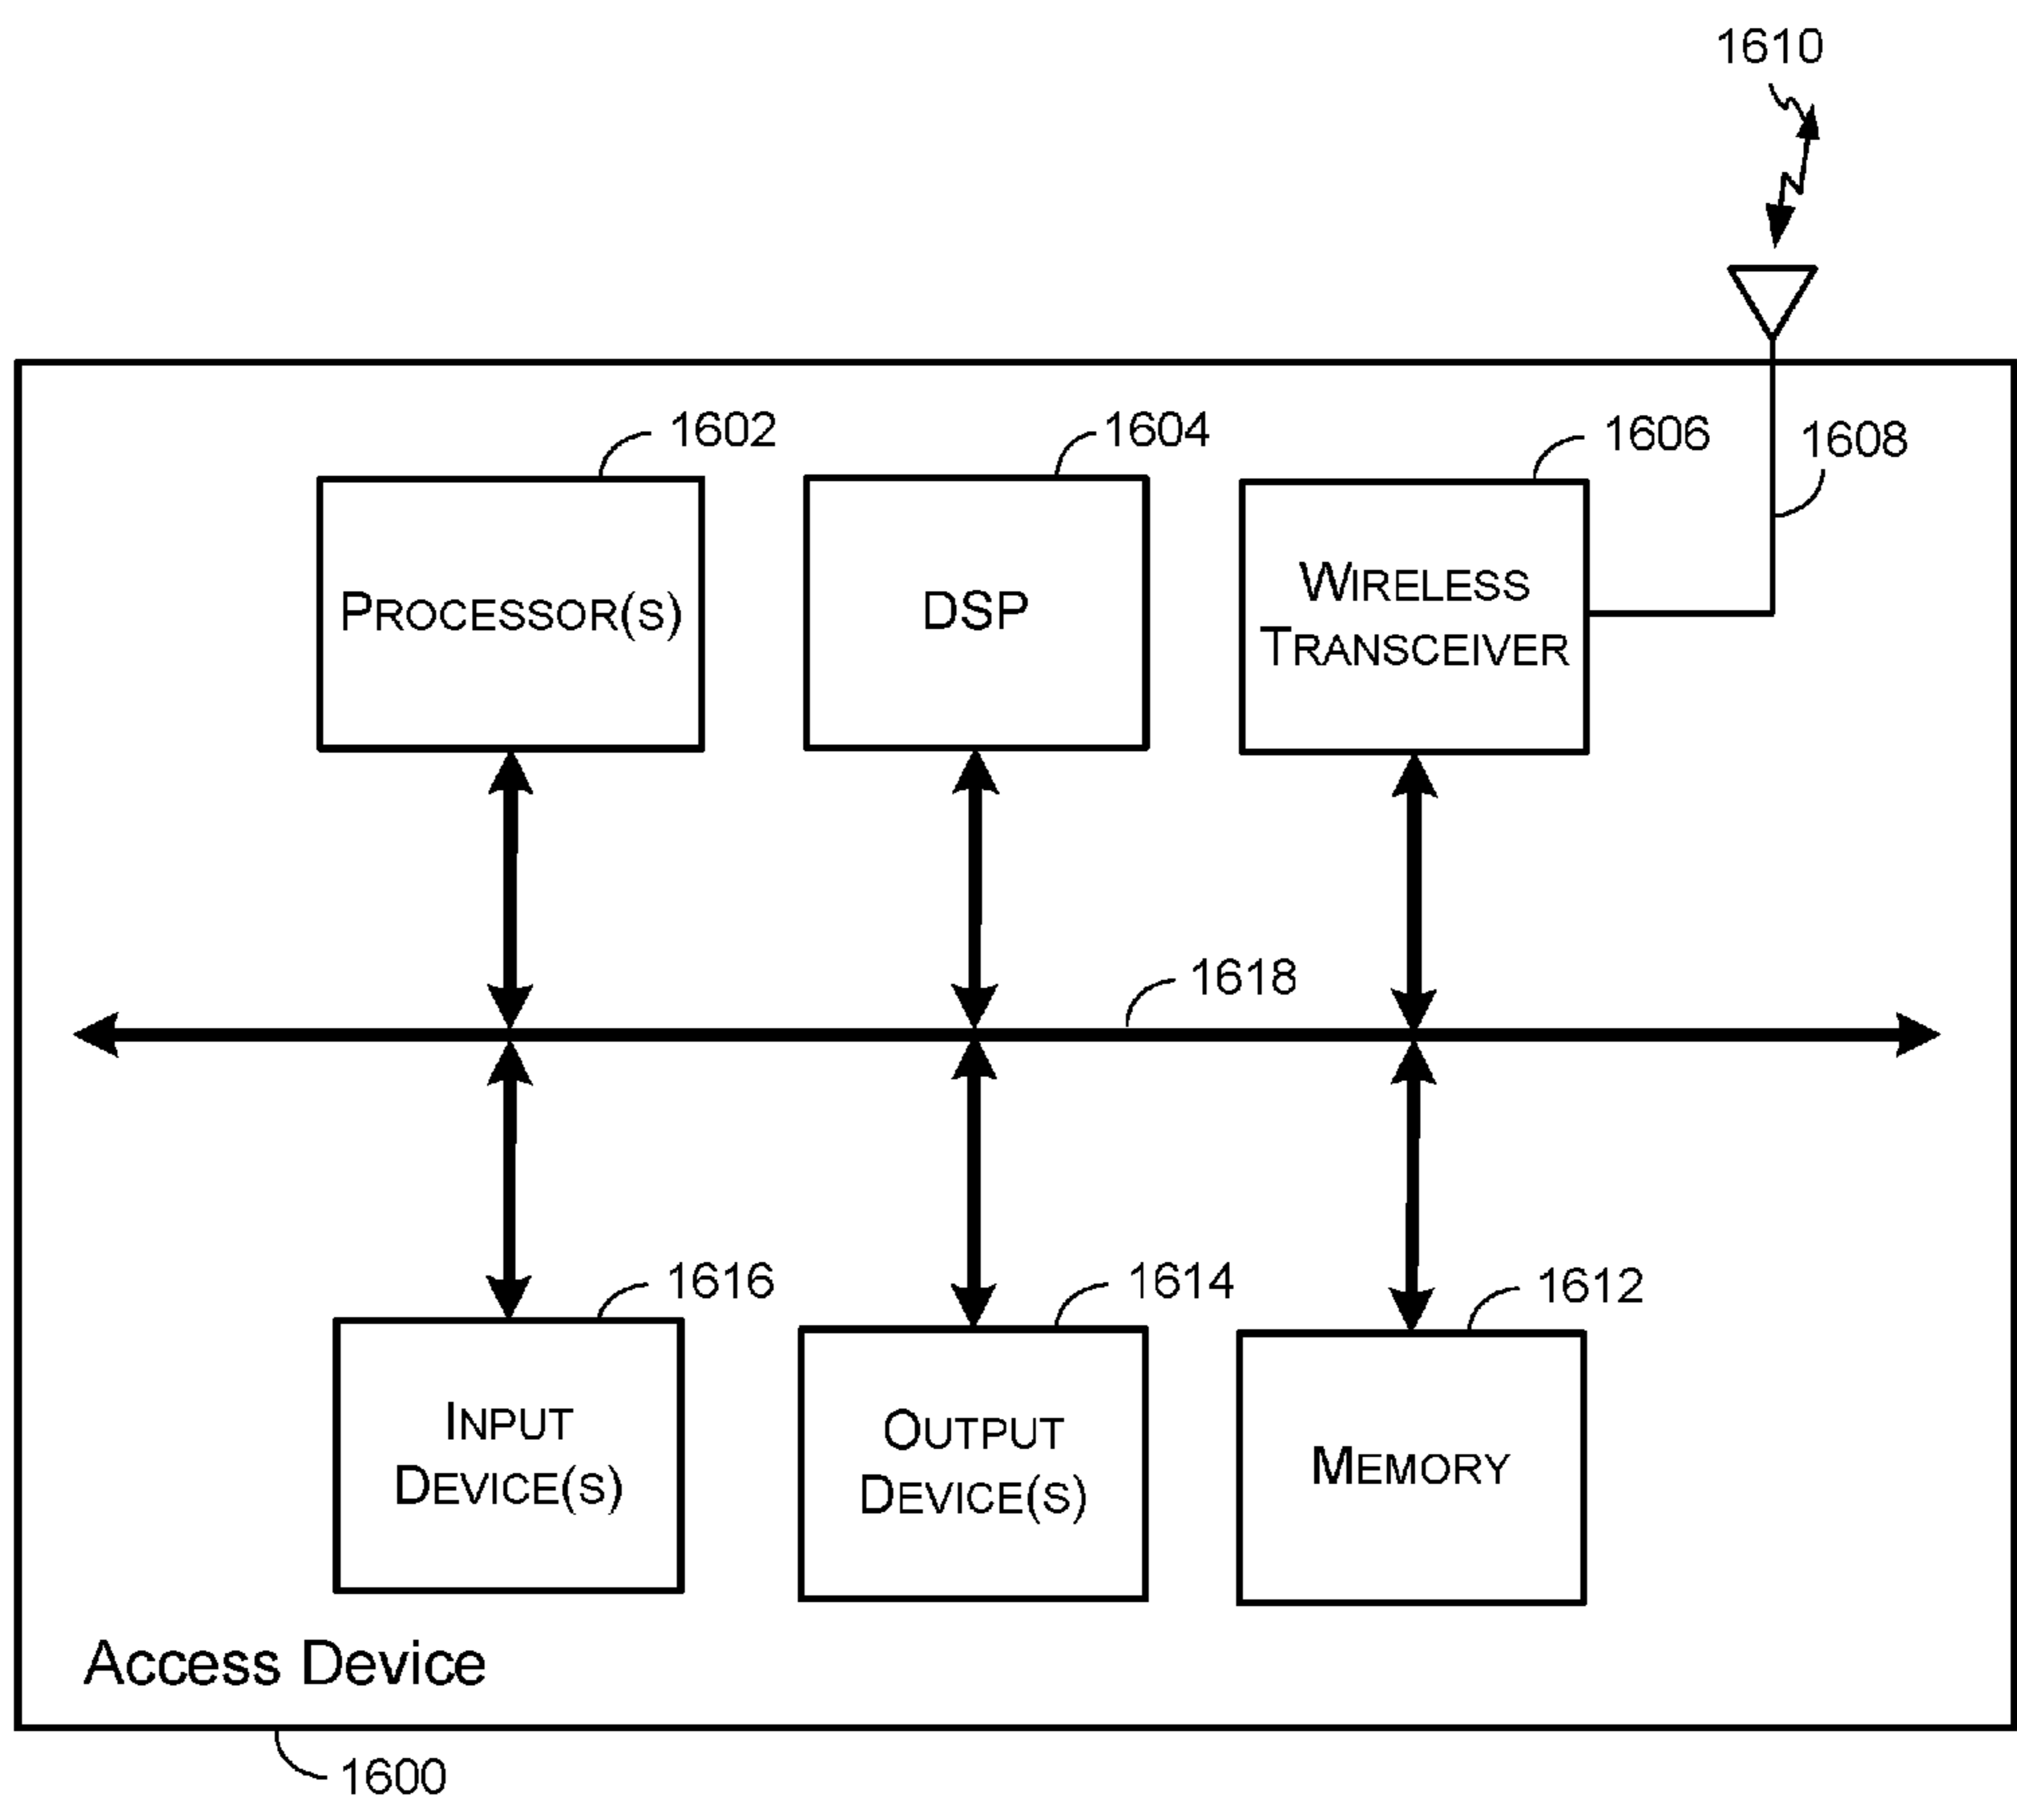 1610
1602
1604
1606
1608
PROCESSOR(S)
DSP
WIRELESS
TRANSCEIVER
1618
1616
1614
1612
INPUT
DEVICE(S)
OUTPUT
DEVICE(S)
MEMORY
Access Device
1600